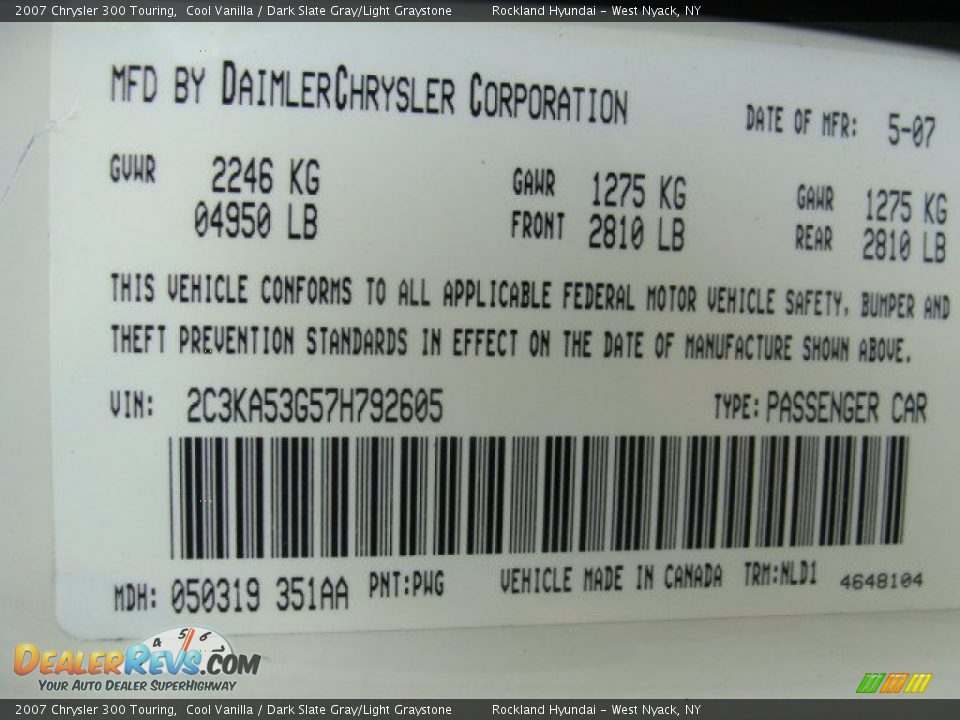 2007 Chrysler 300 Touring, Cool Vanilla / Dark Slate Gray/Light Graystone Rockland Hyundai - West Nyack, NY
MFD BY DAIMLERCHRYSLER CORPORATION DATE OF MFR: 5-07
GVWR 2246 KG GAWR 1275 KG GAWR 1275 KG
04950 LB FRONT 2810 LB REAR 2810 LB
THIS VEHICLE CONFORMS TO ALL APPLICABLE FEDERAL MOTOR VEHICLE SAFETY, BUMPER AND
THEFT PREVENTION STANDARDS IN EFFECT ON THE DATE OF MANUFACTURE SHOWN ABOVE.
VIN: 2C3KA53G57H792605 TYPE: PASSENGER CAR
MDH: 050319 351AA PNT:PWG VEHICLE MADE IN CANADA TRM:NLD1 4648104
4 5 6 7
DEALERREVS.COM
YOUR AUTO DEALER SUPERHIGHWAY
2007 Chrysler 300 Touring, Cool Vanilla / Dark Slate Gray/Light Graystone Rockland Hyundai - West Nyack, NY